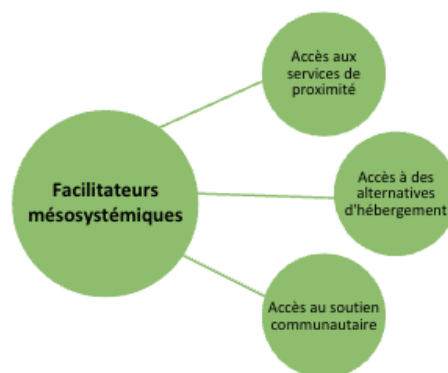 Accès aux
services de
proximité
Facilitateurs
mésosystémiques
Accès à des
alternatives
d'hébergement
Accès au soutien
communautaire